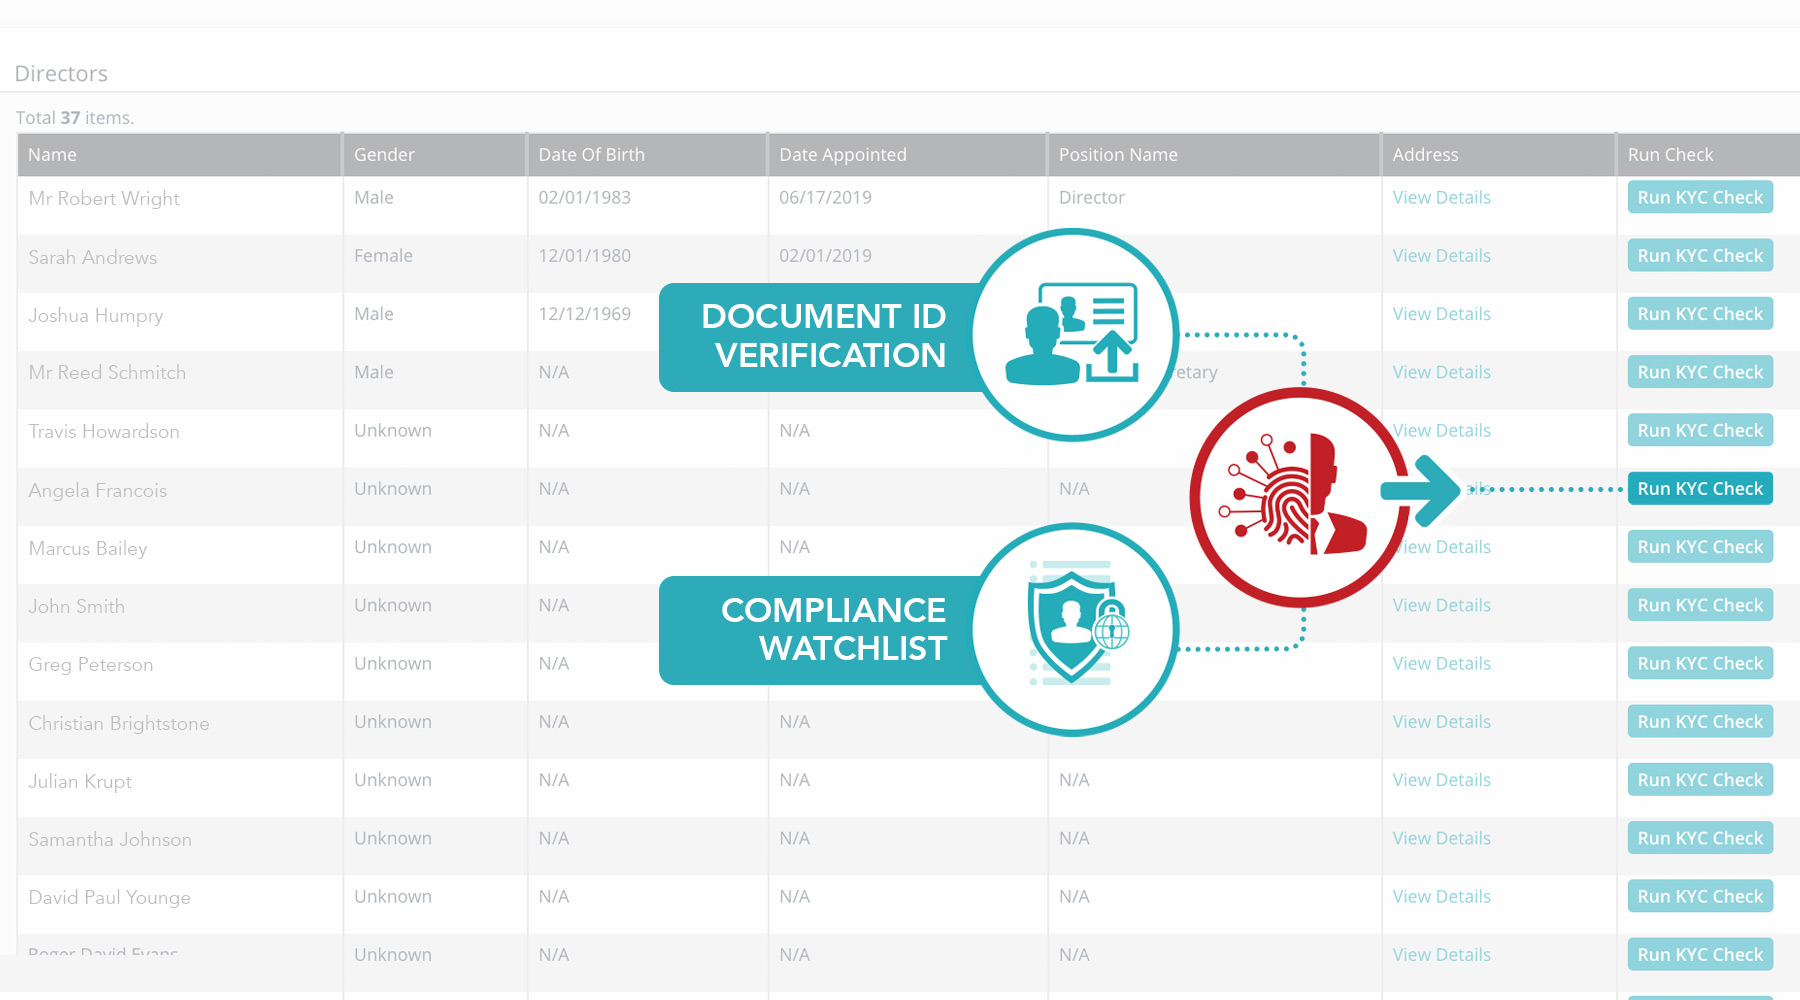 Directors
Total 37 items.
Name Gender Date Of Birth Date Appointed Position Name Address Run Check
Mr Robert Wright Male 02/01/1983 06/17/2019 Director View Details Run KYC Check
Sarah Andrews Female 12/01/1980 02/01/2019 View Details Run KYC Check
Joshua Humpry Male 12/12/1969 View Details Run KYC Check
DOCUMENT ID
VERIFICATION
Mr Reed Schmitch Male N/A View Details Run KYC Check
Travis Howardson Unknown N/A N/A View Details Run KYC Check
Angela Francois Unknown N/A N/A N/A Run KYC Check
Marcus Bailey Unknown N/A N/A View Details Run KYC Check
John Smith Unknown N/A View Details Run KYC Check
COMPLIANCE
WATCHLIST
Greg Peterson Unknown N/A View Details Run KYC Check
Christian Brightstone Unknown N/A N/A View Details Run KYC Check
Julian Krupt Unknown N/A N/A N/A View Details Run KYC Check
Samantha Johnson Unknown N/A N/A N/A View Details Run KYC Check
David Paul Younge Unknown N/A N/A N/A View Details Run KYC Check
Roger David Evans Unknown N/A N/A N/A View Details Run KYC Check